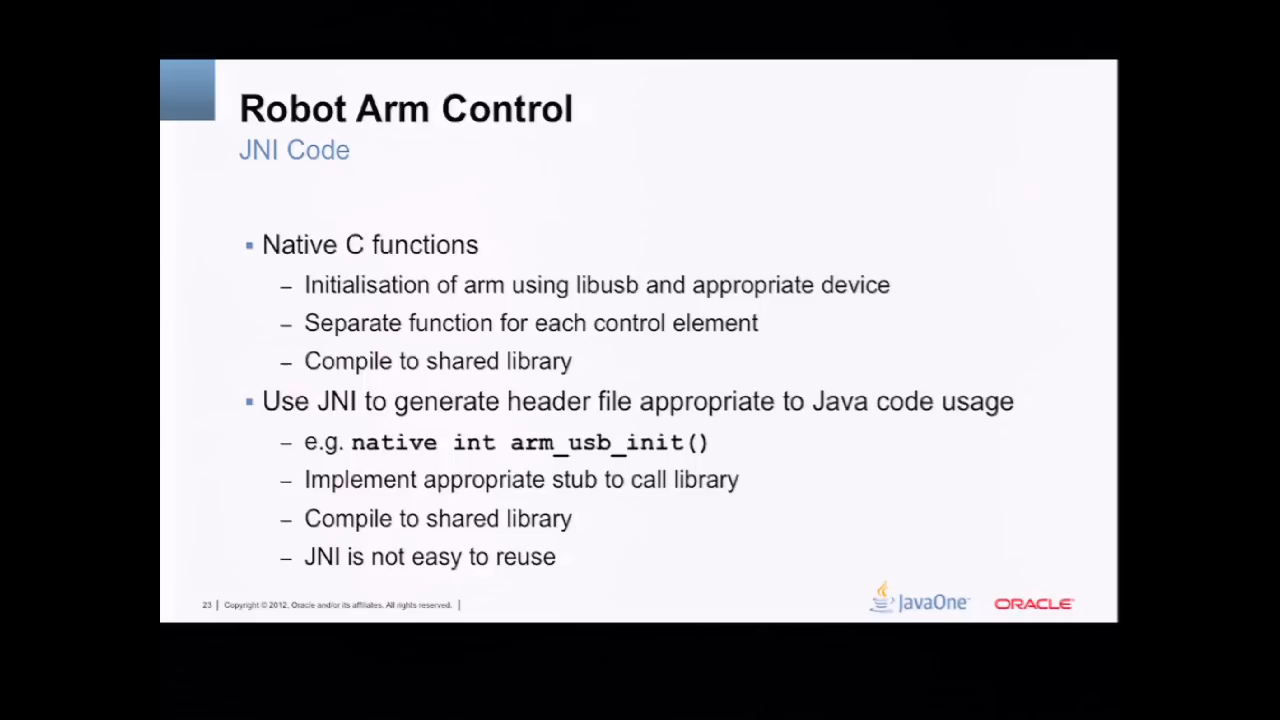 Robot Arm Control
JNI Code
▪ Native C functions
– Initialisation of arm using libusb and appropriate device
– Separate function for each control element
– Compile to shared library
▪ Use JNI to generate header file appropriate to Java code usage
– e.g. native int arm_usb_init()
– Implement appropriate stub to call library
– Compile to shared library
– JNI is not easy to reuse
23 | Copyright © 2012, Oracle and/or its affiliates. All rights reserved. |
JavaOne™ ORACLE®